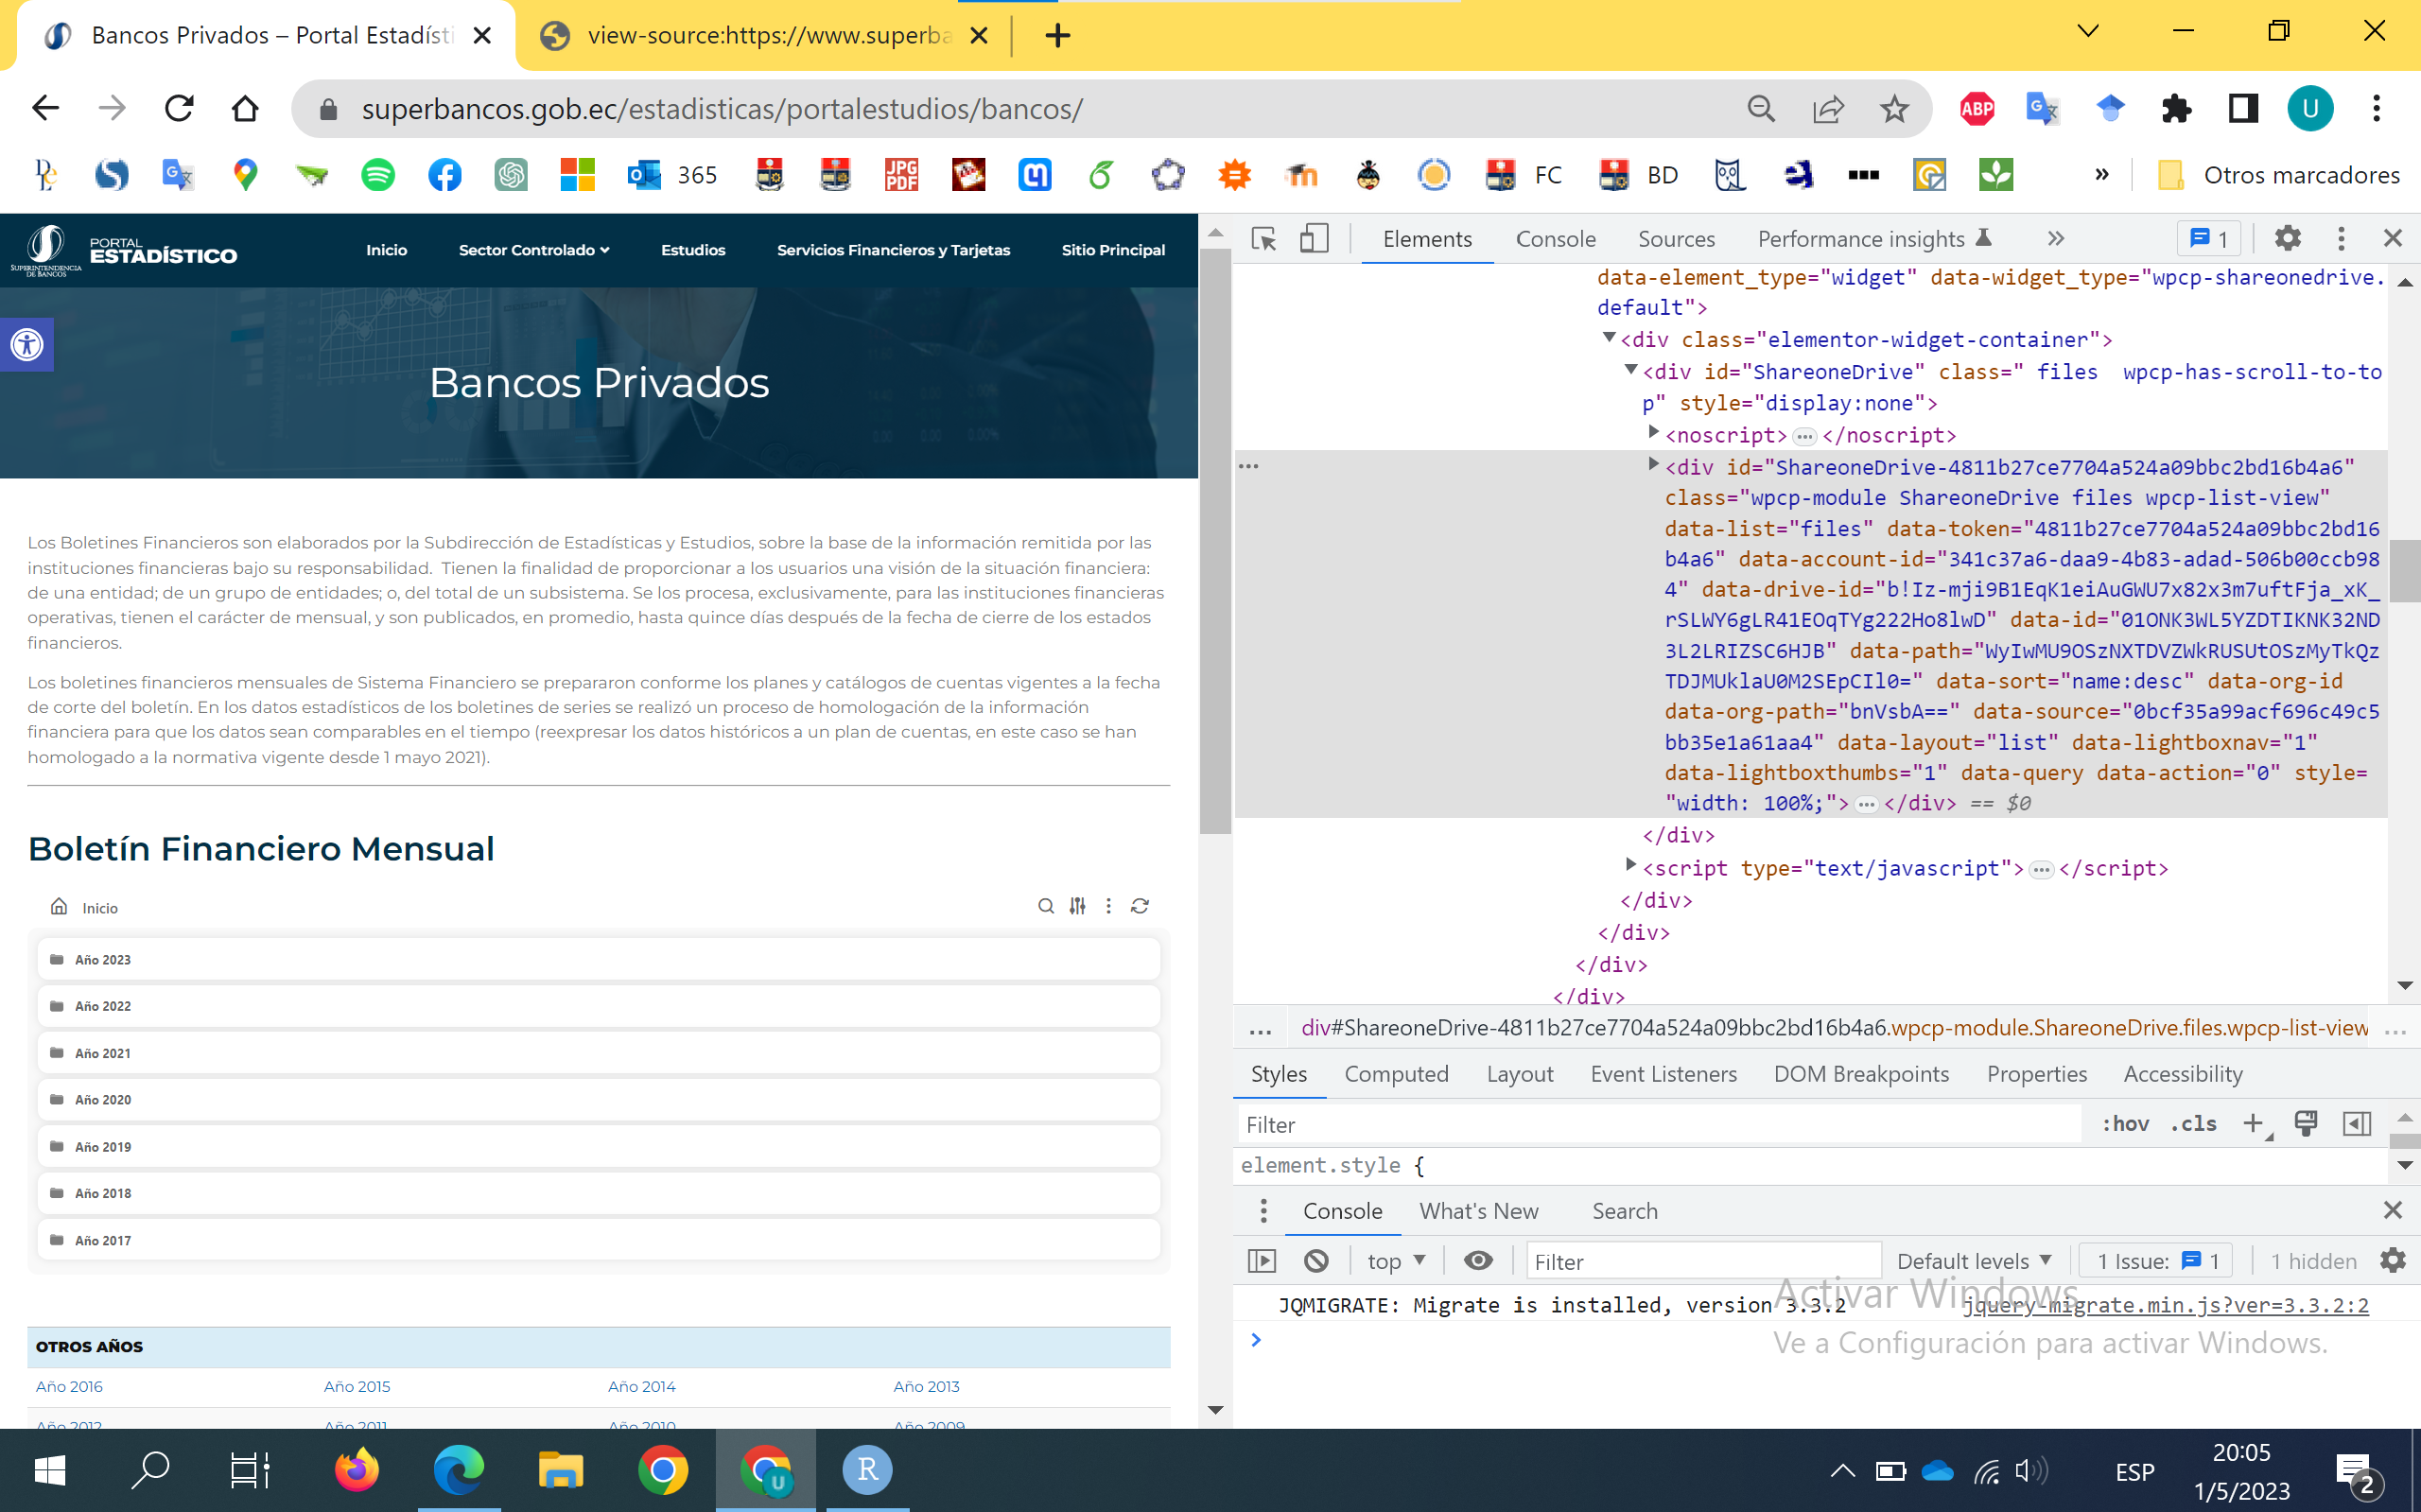 Bancos Privados – Portal Estadísti
view-source:https://www.superba
superbancos.gob.ec/estadisticas/portalestudios/bancos/
ABP
U
365
JPG
PDF
FC
BD
»
Otros marcadores
SUPERINTENDENCIA
DE BANCOS
PORTAL
ESTADÍSTICO
Inicio
Sector Controlado
Estudios
Servicios Financieros y Tarjetas
Sitio Principal
Bancos Privados
Los Boletines Financieros son elaborados por la Subdirección de Estadísticas y Estudios, sobre la base de la información remitida por las
instituciones financieras bajo su responsabilidad.  Tienen la finalidad de proporcionar a los usuarios una visión de la situación financiera:
de una entidad; de un grupo de entidades; o, del total de un subsistema. Se los procesa, exclusivamente, para las instituciones financieras
operativas, tienen el carácter de mensual, y son publicados, en promedio, hasta quince días después de la fecha de cierre de los estados
financieros.
Los boletines financieros mensuales de Sistema Financiero se prepararon conforme los planes y catálogos de cuentas vigentes a la fecha
de corte del boletín. En los datos estadísticos de los boletines de series se realizó un proceso de homologación de la información
financiera para que los datos sean comparables en el tiempo (reexpresar los datos históricos a un plan de cuentas, en este caso se han
homologado a la normativa vigente desde 1 mayo 2021).
Boletín Financiero Mensual
Inicio
Año 2023
Año 2022
Año 2021
Año 2020
Año 2019
Año 2018
Año 2017
OTROS AÑOS
Año 2016
Año 2015
Año 2014
Año 2013
Año 2012
Año 2011
Año 2010
Año 2009
Elements
Console
Sources
Performance insights
»
1
data-element_type="widget" data-widget_type="wpcp-shareonedrive.
default">
<div class="elementor-widget-container">
<div id="ShareoneDrive" class=" files  wpcp-has-scroll-to-to
p" style="display:none">
<noscript>…</noscript>
<div id="ShareoneDrive-4811b27ce7704a524a09bbc2bd16b4a6"
class="wpcp-module ShareoneDrive files wpcp-list-view"
data-list="files" data-token="4811b27ce7704a524a09bbc2bd16
b4a6" data-account-id="341c37a6-daa9-4b83-adad-506b00ccb98
4" data-drive-id="b!Iz-mji9B1EqK1eiAuGWU7x82x3m7uftFja_xK_
rSLWY6gLR41EOqTYg222Ho8lwD" data-id="01ONK3WL5YZDTIKNK32ND
3L2LRIZSC6HJB" data-path="WyIwMU9OSzNXTDVZWkRUSUtOSzMyTkQz
TDJMUklaU0M2SEpCIl0=" data-sort="name:desc" data-org-id
data-org-path="bnVsbA==" data-source="0bcf35a99acf696c49c5
bb35e1a61aa4" data-layout="list" data-lightboxnav="1"
data-lightboxthumbs="1" data-query data-action="0" style=
"width: 100%;">…</div> == $0
</div>
<script type="text/javascript">…</script>
</div>
</div>
</div>
</div>
...
div#ShareoneDrive-4811b27ce7704a524a09bbc2bd16b4a6.wpcp-module.ShareoneDrive.files.wpcp-list-view
...
Styles
Computed
Layout
Event Listeners
DOM Breakpoints
Properties
Accessibility
Filter
:hov
.cls
element.style {
Console
What's New
Search
top
Filter
Default levels
1 Issue:
1
1 hidden
JQMIGRATE: Migrate is installed, version 3.3.2
jquery-migrate.min.js?ver=3.3.2:2
Activar Windows
Ve a Configuración para activar Windows.
U
R
ESP
20:05
1/5/2023
2